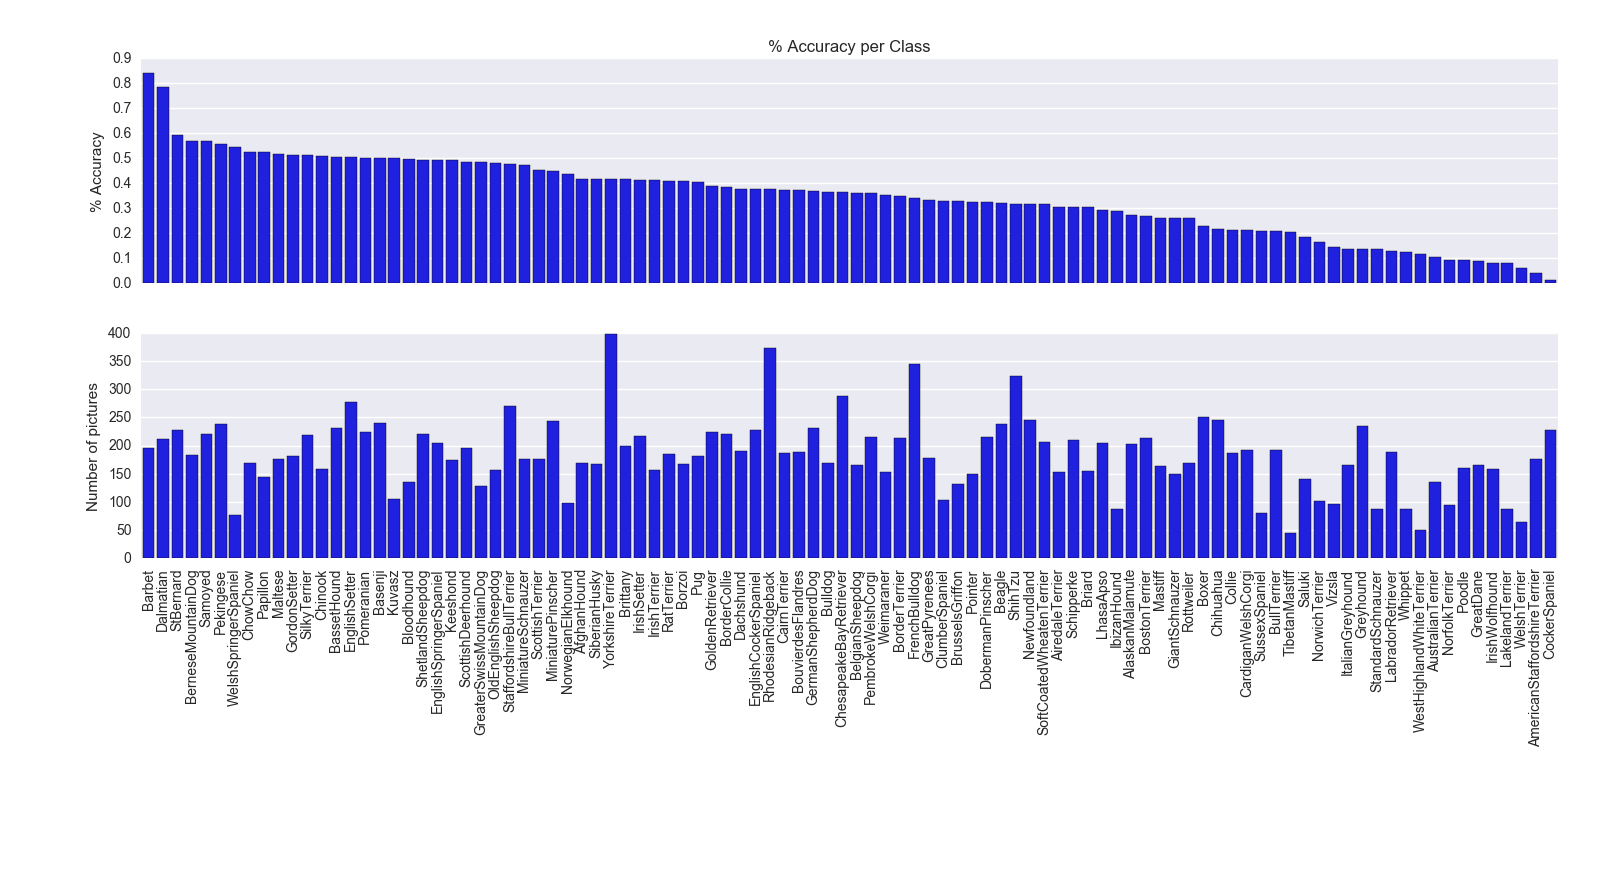 % Accuracy per Class
% Accuracy
0.9
0.8
0.7
0.6
0.5
0.4
0.3
0.2
0.1
0.0
Number of pictures
400
350
300
250
200
150
100
50
0
Barbet
Dalmatian
StBernard
BerneseMountainDog
Samoyed
Pekingese
WelshSpringerSpaniel
ChowChow
Papillon
Maltese
GordonSetter
SilkyTerrier
Chinook
BassetHound
EnglishSetter
Pomeranian
Basenji
Kuvasz
Bloodhound
ShetlandSheepdog
EnglishSpringerSpaniel
Keeshond
ScottishDeerhound
GreaterSwissMountainDog
OldEnglishSheepdog
StaffordshireBullTerrier
MiniatureSchnauzer
ScottishTerrier
MiniaturePinscher
NorwegianElkhound
AfghanHound
SiberianHusky
YorkshireTerrier
Brittany
IrishSetter
IrishTerrier
RatTerrier
Borzoi
Pug
GoldenRetriever
BorderCollie
Dachshund
EnglishCockerSpaniel
RhodesianRidgeback
CairnTerrier
BouvierdesFlandres
GermanShepherdDog
Bulldog
ChesapeakeBayRetriever
BelgianSheepdog
PembrokeWelshCorgi
Weimaraner
BorderTerrier
FrenchBulldog
GreatPyrenees
ClumberSpaniel
BrusselsGriffon
Pointer
DobermanPinscher
Beagle
ShihTzu
Newfoundland
SoftCoatedWheatenTerrier
AiredaleTerrier
Schipperke
Briard
LhasaApso
IbizanHound
AlaskanMalamute
BostonTerrier
Mastiff
GiantSchnauzer
Rottweiler
Boxer
Chihuahua
Collie
CardiganWelshCorgi
SussexSpaniel
BullTerrier
TibetanMastiff
Saluki
NorwichTerrier
Vizsla
ItalianGreyhound
Greyhound
StandardSchnauzer
LabradorRetriever
Whippet
WestHighlandWhiteTerrier
AustralianTerrier
NorfolkTerrier
Poodle
GreatDane
IrishWolfhound
LakelandTerrier
WelshTerrier
AmericanStaffordshireTerrier
CockerSpaniel